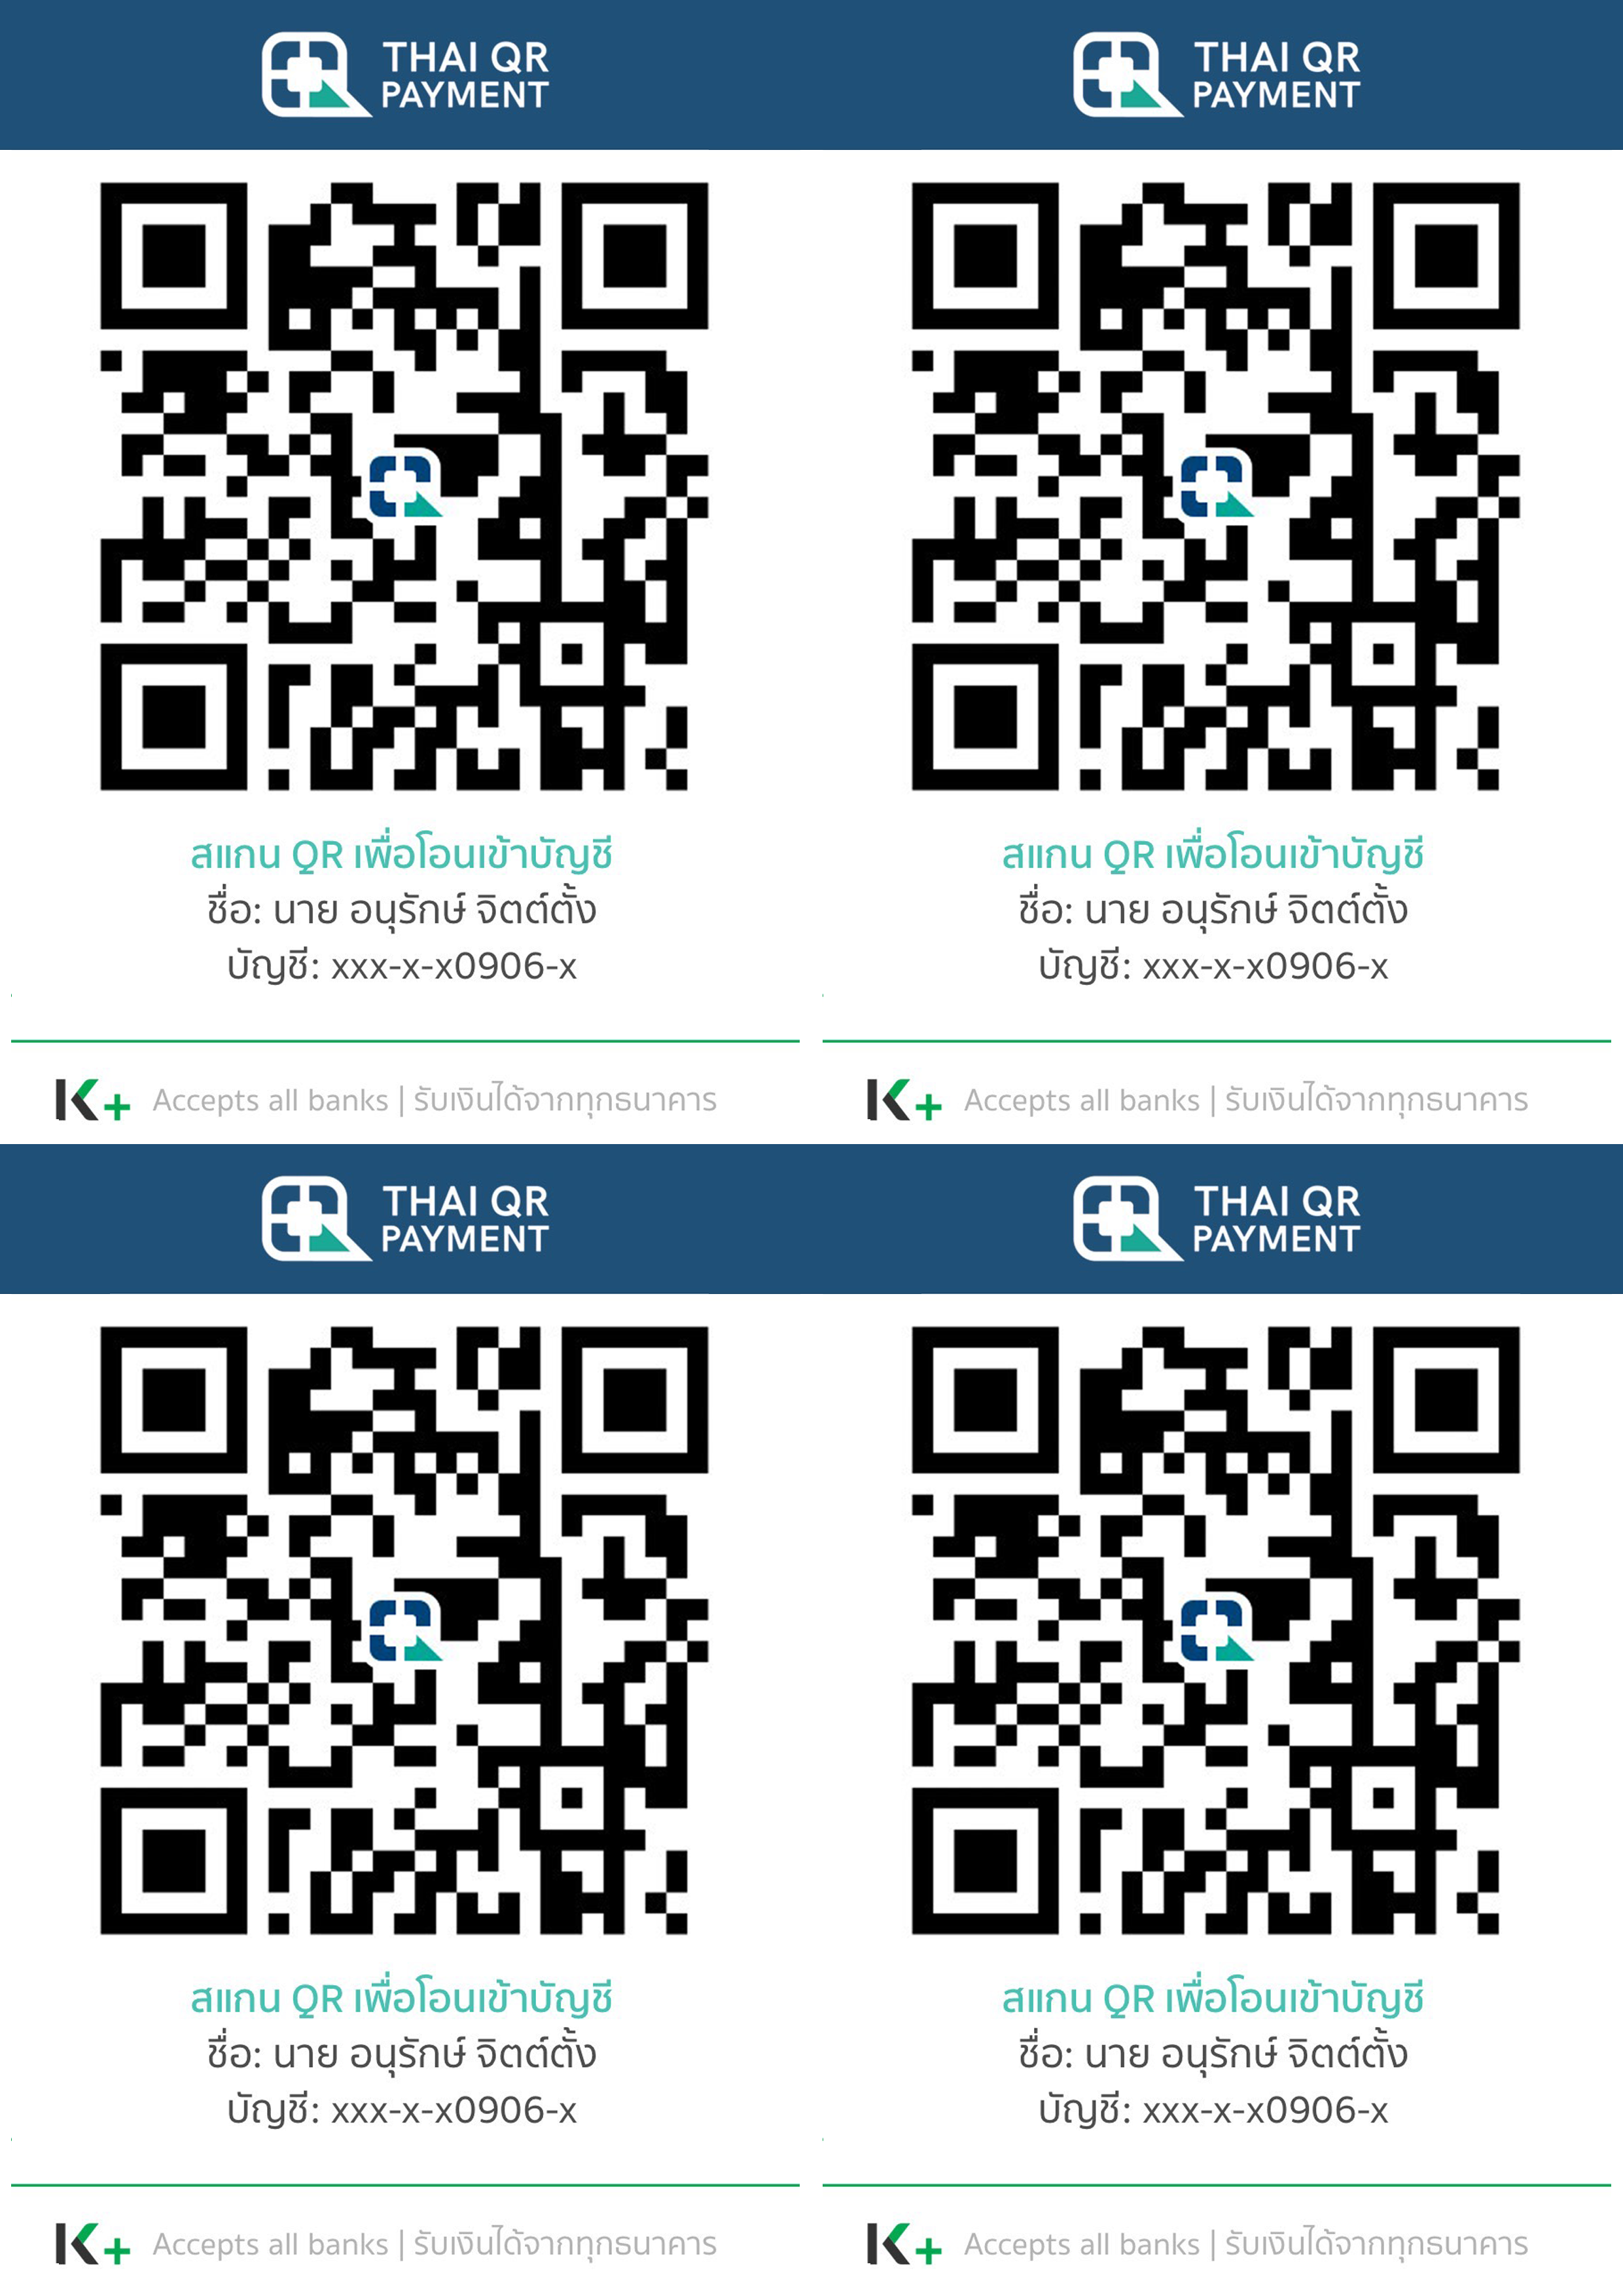 THAI QR
PAYMENT
สแกน QR เพื่อโอนเข้าบัญชี
ชื่อ: นาย อนุรักษ์ จิตต์ตั้ง
บัญชี: xxx-x-x0906-x
K+ Accepts all banks | รับเงินได้จากทุกธนาคาร
THAI QR
PAYMENT
สแกน QR เพื่อโอนเข้าบัญชี
ชื่อ: นาย อนุรักษ์ จิตต์ตั้ง
บัญชี: xxx-x-x0906-x
K+ Accepts all banks | รับเงินได้จากทุกธนาคาร
THAI QR
PAYMENT
สแกน QR เพื่อโอนเข้าบัญชี
ชื่อ: นาย อนุรักษ์ จิตต์ตั้ง
บัญชี: xxx-x-x0906-x
K+ Accepts all banks | รับเงินได้จากทุกธนาคาร
THAI QR
PAYMENT
สแกน QR เพื่อโอนเข้าบัญชี
ชื่อ: นาย อนุรักษ์ จิตต์ตั้ง
บัญชี: xxx-x-x0906-x
K+ Accepts all banks | รับเงินได้จากทุกธนาคาร